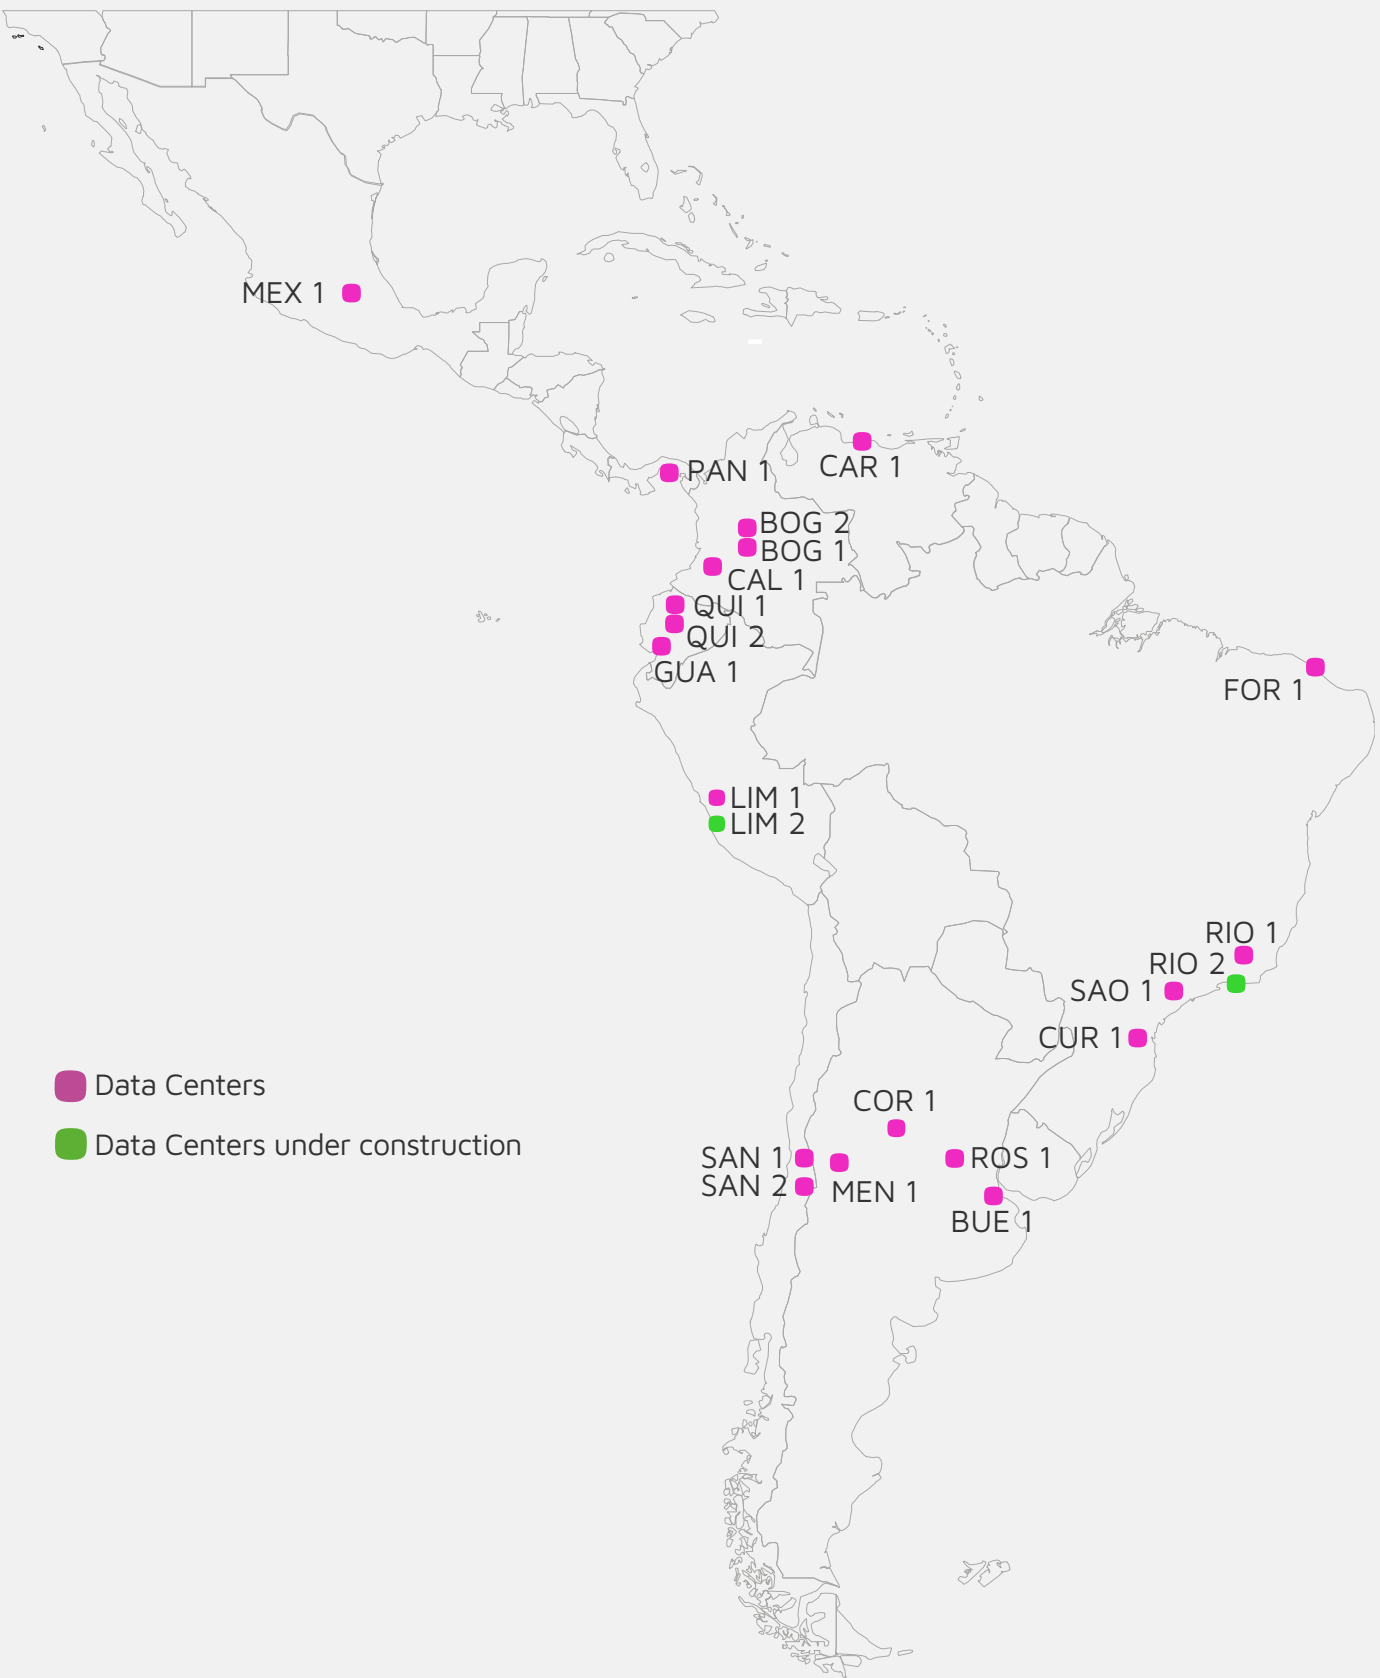 MEX 1
PAN 1
CAR 1
BOG 2
BOG 1
CAL 1
QUI 1
QUI 2
GUA 1
FOR 1
LIM 1
LIM 2
RIO 1
RIO 2
SAO 1
CUR 1
Data Centers
Data Centers under construction
COR 1
SAN 1
ROS 1
SAN 2
MEN 1
BUE 1